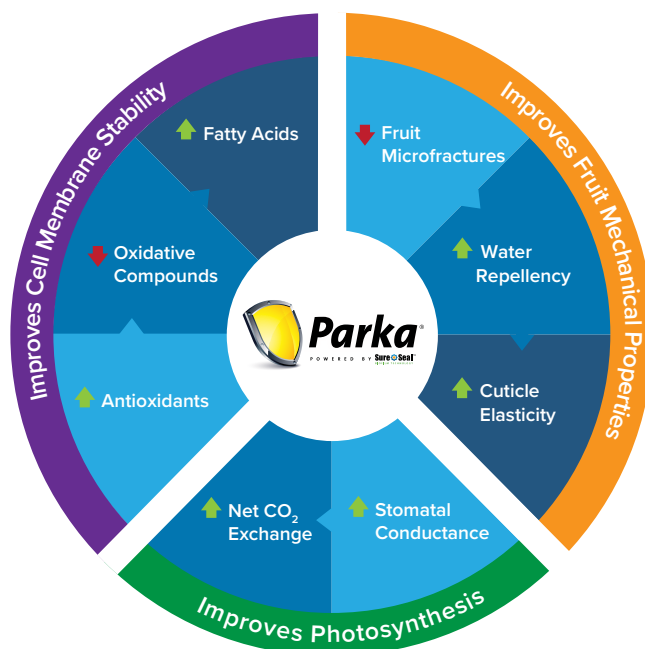 Improves Cell Membrane Stability
Fatty Acids
Oxidative
Compounds
Antioxidants
Improves Fruit Mechanical Properties
Fruit
Microfractures
Water
Repellency
Cuticle
Elasticity
Parka®
POWERED BY SureSeal™
Net CO₂
Exchange
Stomatal
Conductance
Improves Photosynthesis